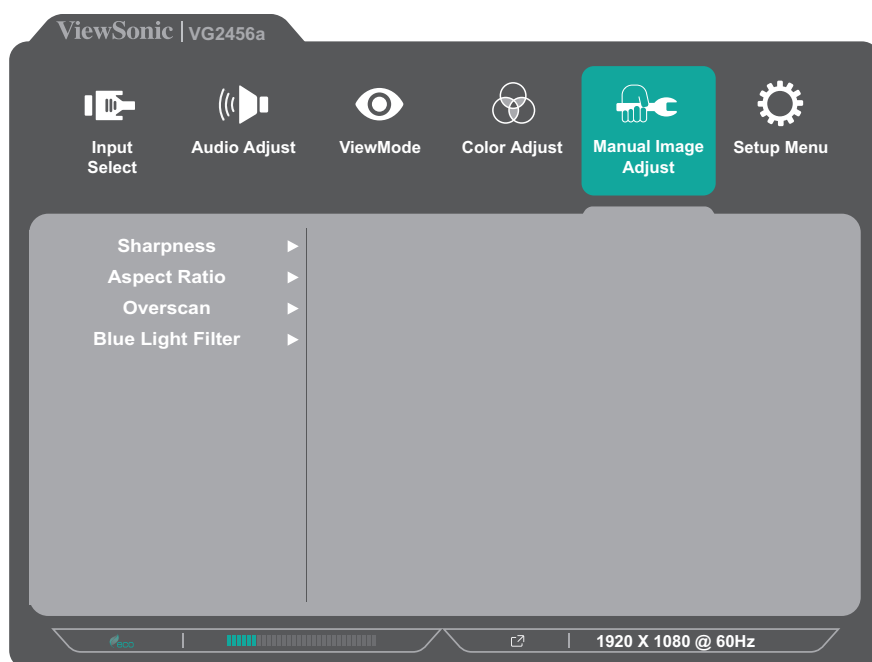 ViewSonic | VG2456a
Input Select
Audio Adjust
ViewMode
Color Adjust
Manual Image Adjust
Setup Menu
Sharpness ▶
Aspect Ratio ▶
Overscan ▶
Blue Light Filter ▶
eco
1920 X 1080 @ 60Hz